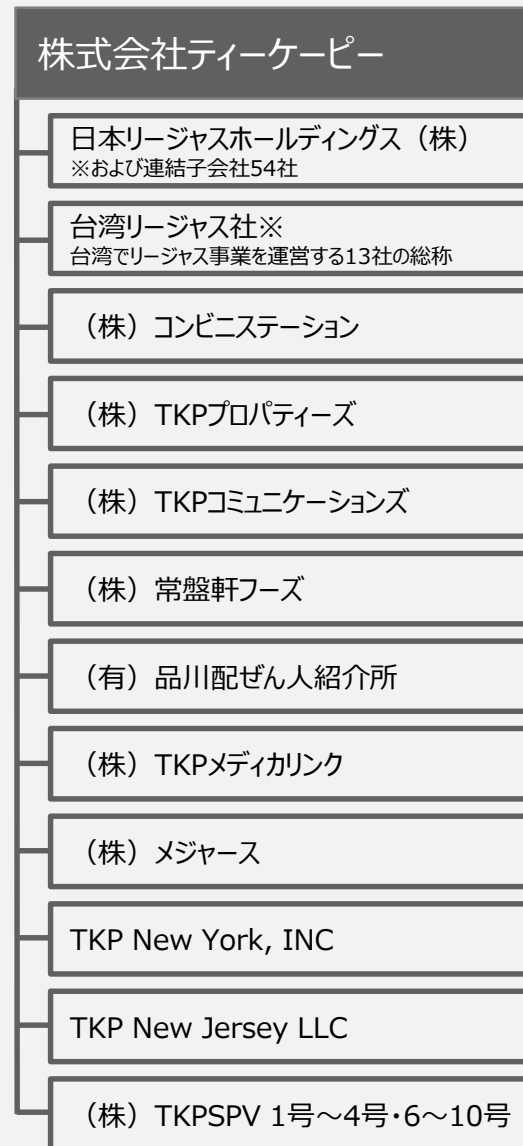 株式会社ティーケーピー
日本リージャスホールディングス（株）
※および連結子会社54社
台湾リージャス社※
台湾でリージャス事業を運営する13社の総称
（株）コンビニステーション
（株）TKPプロパティーズ
（株）TKPコミュニケーションズ
（株）常盤軒フーズ
（有）品川配ぜん人紹介所
（株）TKPメディカリンク
（株）メジャース
TKP New York, INC
TKP New Jersey LLC
（株）TKPSPV 1号～4号・6～10号